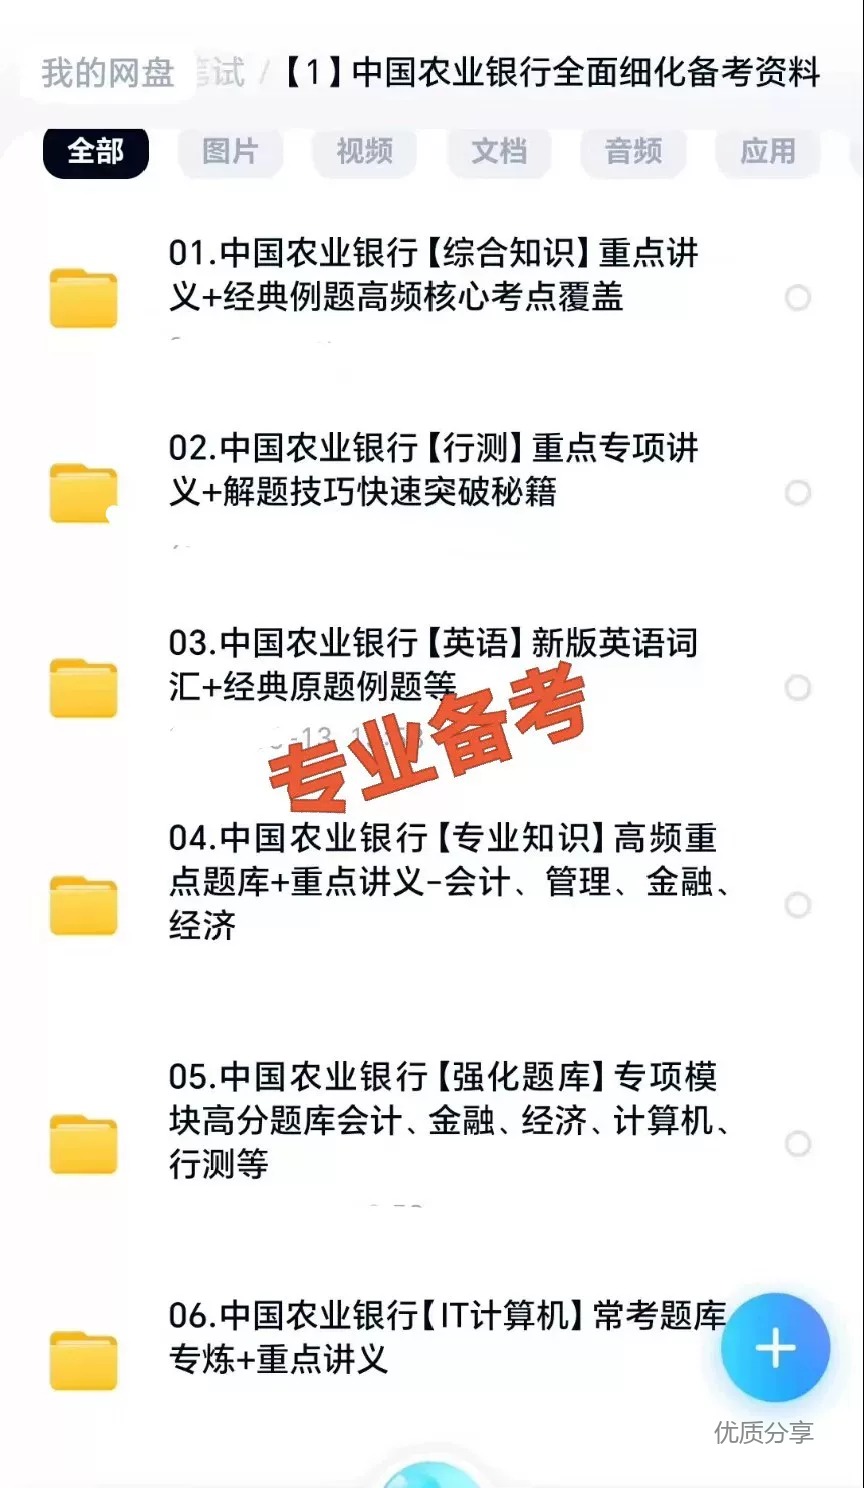 我的网盘 笔试 / 【1】中国农业银行全面细化备考资料
全部 图片 视频 文档 音频 应用
01.中国农业银行【综合知识】重点讲
义+经典例题高频核心考点覆盖
02.中国农业银行【行测】重点专项讲
义+解题技巧快速突破秘籍
03.中国农业银行【英语】新版英语词
汇+经典原题例题等
专业备考
04.中国农业银行【专业知识】高频重
点题库+重点讲义-会计、管理、金融、
经济
05.中国农业银行【强化题库】专项模
块高分题库会计、金融、经济、计算机、
行测等
06.中国农业银行【IT计算机】常考题库
专炼+重点讲义
优质分享